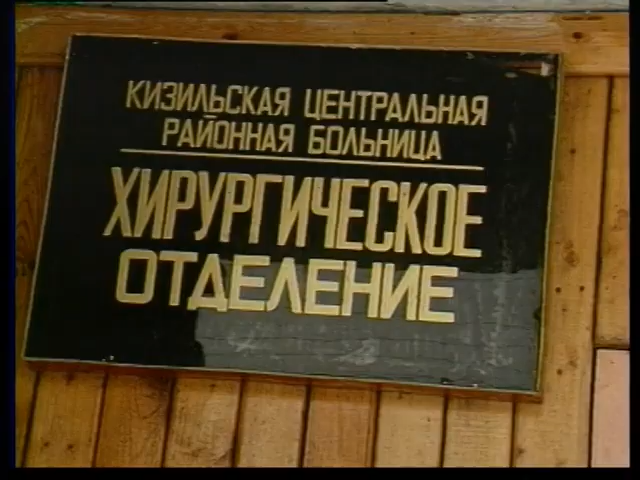 КИЗИЛЬСКАЯ ЦЕНТРАЛЬНАЯ
РАЙОННАЯ БОЛЬНИЦА
ХИРУРГИЧЕСКОЕ
ОТДЕЛЕНИЕ